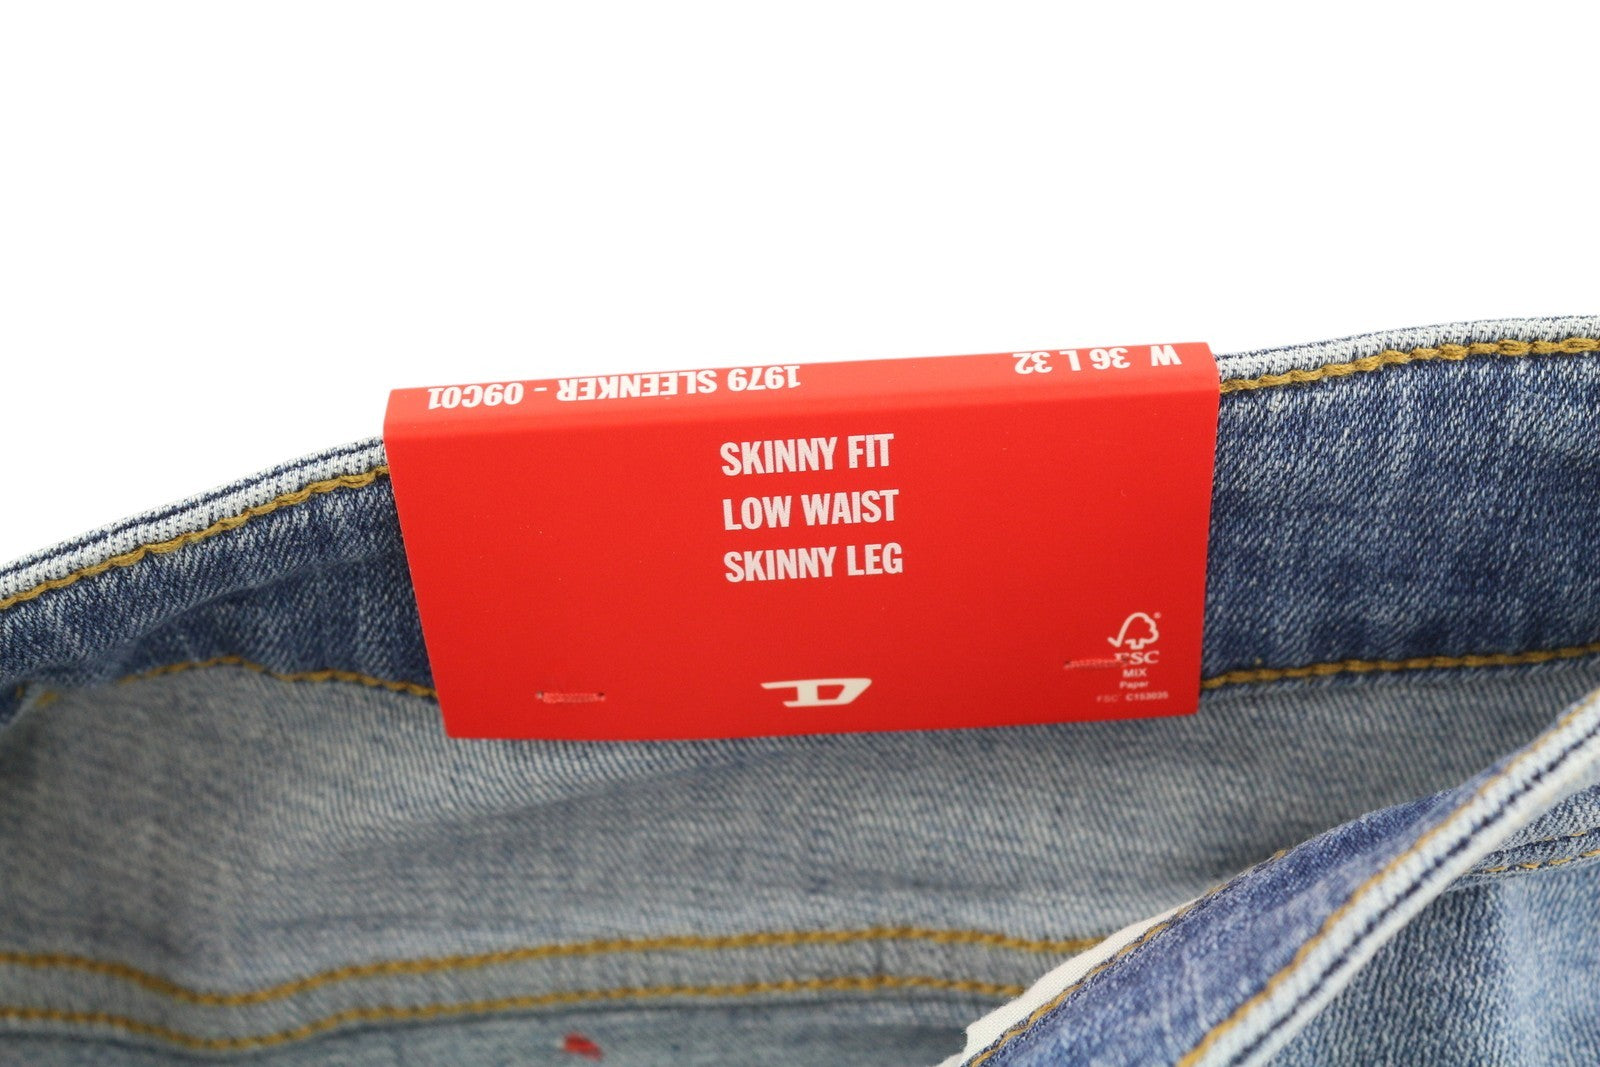 W 36 L 32
1979 SLEENKER - 09C01
SKINNY FIT
LOW WAIST
SKINNY LEG
D
FSC
MIX
Paper
FSC® C153035